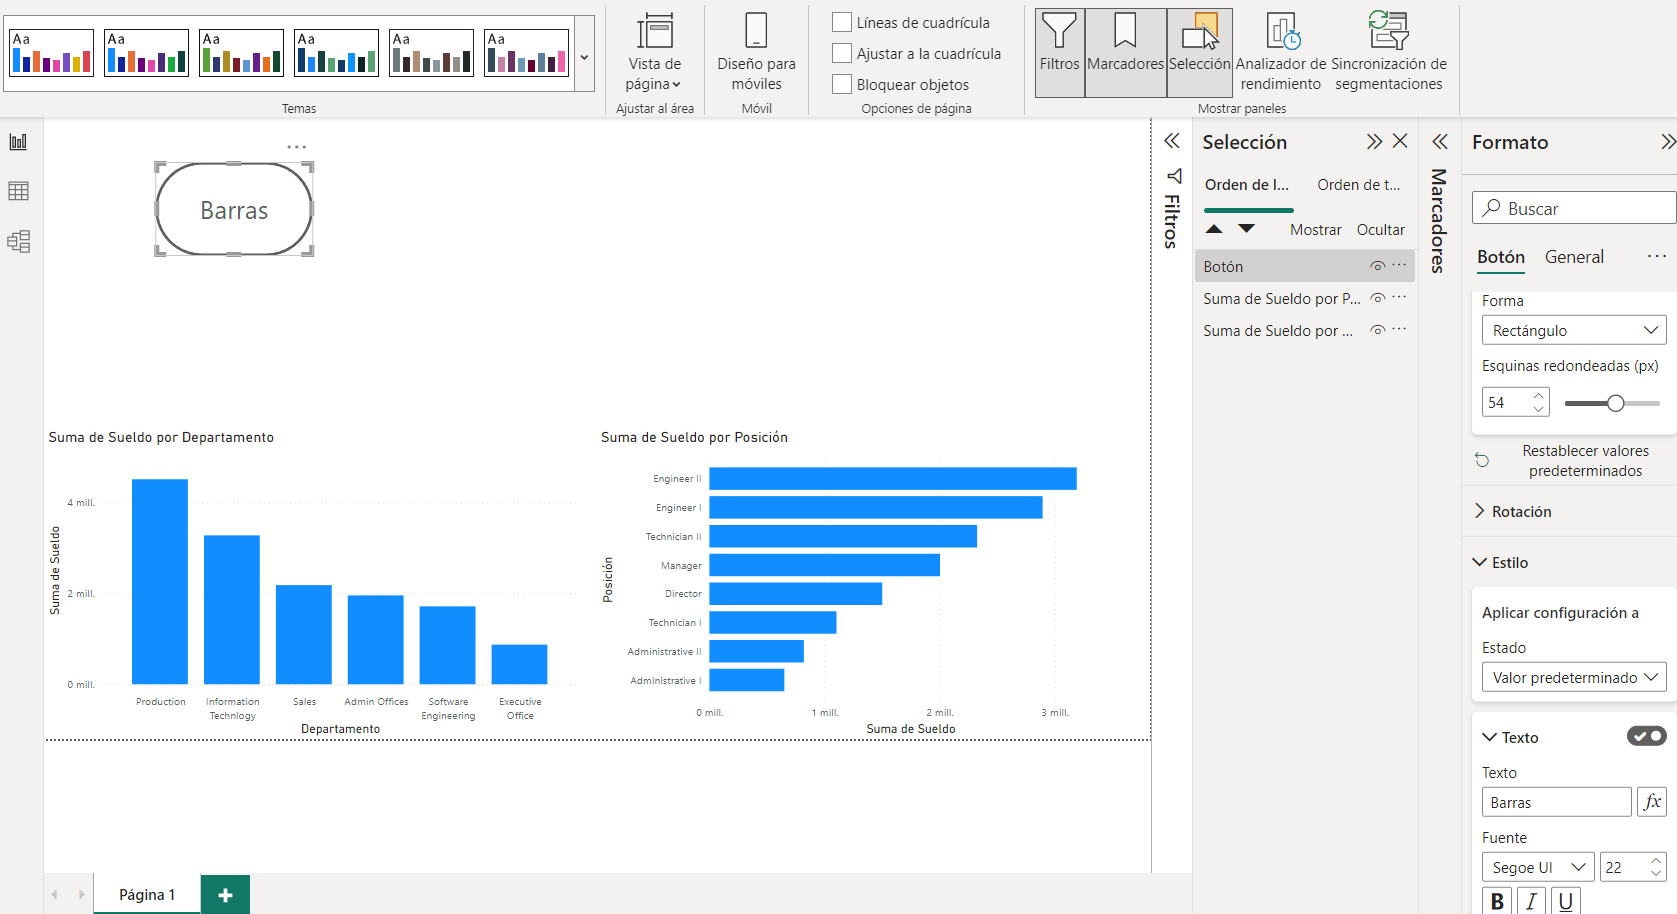 Aa
Aa
Aa
Aa
Aa
Aa
Temas
Vista de
página
Ajustar al área
Diseño para
móviles
Móvil
Líneas de cuadrícula
Ajustar a la cuadrícula
Bloquear objetos
Opciones de página
Filtros
Marcadores
Selección
Analizador de
rendimiento
Sincronización de
segmentaciones
Mostrar paneles
Barras
Suma de Sueldo por Departamento
Suma de Sueldo
4 mill.
2 mill.
0 mill.
Production
Information
Technlogy
Sales
Admin Offices
Software
Engineering
Executive
Office
Departamento
Suma de Sueldo por Posición
Posición
Engineer II
Engineer I
Technician II
Manager
Director
Technician I
Administrative II
Administrative I
0 mill.
1 mill.
2 mill.
3 mill.
Suma de Sueldo
Página 1
Filtros
Selección
Orden de l...
Orden de t...
Mostrar
Ocultar
Botón
Suma de Sueldo por P...
Suma de Sueldo por ...
Marcadores
Formato
Buscar
Botón
General
Forma
Rectángulo
Esquinas redondeadas (px)
54
Restablecer valores
predeterminados
Rotación
Estilo
Aplicar configuración a
Estado
Valor predeterminado
Texto
Texto
Barras
fx
Fuente
Segoe UI
22
B
I
U